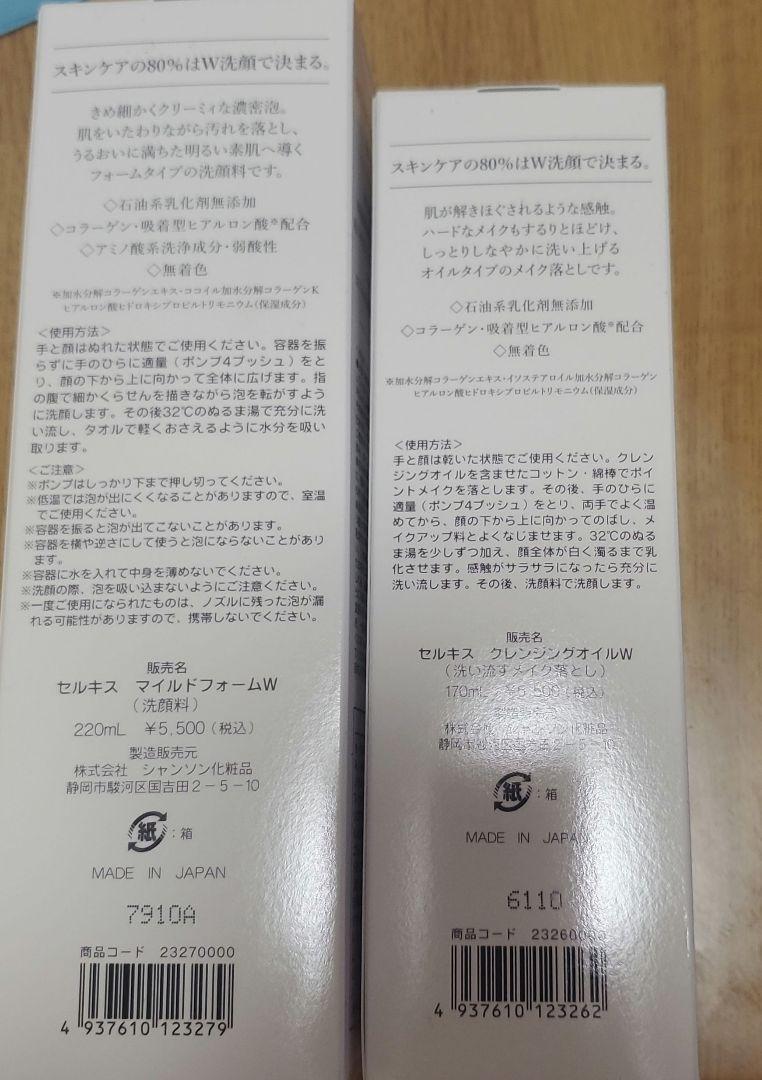 スキンケアの80%はW洗顔で決まる。
きめ細かくクリーミィな濃密泡。
肌をいたわりながら汚れを落とし、
うるおいに満ちた明るい素肌へ導く
フォームタイプの洗顔料です。
◇石油系乳化剤無添加
◇コラーゲン・吸着型ヒアルロン酸※配合
◇アミノ酸系洗浄成分・弱酸性
◇無着色
※加水分解コラーゲンエキス・ココイル加水分解コラーゲンK
ヒアルロン酸ヒドロキシプロピルトリモニウム(保湿成分)
＜使用方法＞
手と顔はぬれた状態でご使用ください。容器を振
らずに手のひらに適量（ポンプ4プッシュ）をと
り、顔の下から上に向かって全体に広げます。指
の腹で細かくらせんを描きながら泡を転がすよう
に洗顔します。その後32℃のぬるま湯で充分に洗
い流し、タオルで軽くおさえるように水分を吸い
取ります。
＜ご注意＞
※ポンプはしっかり下まで押し切ってください。
※低温では泡が出にくくなることがありますので、室温
でご使用ください。
※容器を振ると泡が出てこないことがあります。
※容器を横や逆さにして使うと泡にならないことがあり
ます。
※容器に水を入れて中身を薄めないでください。
※洗顔の際、泡を吸い込まないようにご注意ください。
※一度ご使用になられたものは、ノズルに残った泡が漏
れる可能性がありますので、携帯しないでください。
販売名
セルキス マイルドフォームW
（洗顔料）
220mL ￥5,500（税込）
製造販売元
株式会社 シャンソン化粧品
静岡市駿河区国吉田2－5－10
紙：箱
MADE IN JAPAN
7910A
商品コード 23270000
4 937610 123279
スキンケアの80%はW洗顔で決まる。
肌が解きほぐされるような感触。
ハードなメイクもするりとほどけ、
しっとりしなやかに洗い上げる
オイルタイプのメイク落としです。
◇石油系乳化剤無添加
◇コラーゲン・吸着型ヒアルロン酸※配合
◇無着色
※加水分解コラーゲンエキス・イソステアロイル加水分解コラーゲン
ヒアルロン酸ヒドロキシプロピルトリモニウム(保湿成分)
＜使用方法＞
手と顔は乾いた状態でご使用ください。クレン
ジングオイルを含ませたコットン・綿棒でポイ
ントメイクを落とします。その後、手のひらに
適量（ポンプ4プッシュ）をとり、両手でよく温
めてから、顔の下から上に向かってのばし、メ
イクアップ料とよくなじませます。32℃のぬる
ま湯を少しずつ加え、顔全体が白く濁るまで乳
化させます。感触がサラサラになったら充分に
洗い流します。その後、洗顔料で洗顔します。
販売名
セルキス クレンジングオイルW
（洗い流すメイク落とし）
170mL ￥5,500（税込）
製造販売元
株式会社 シャンソン化粧品
静岡市駿河区国吉田2－5－10
紙：箱
MADE IN JAPA
6110
商品コード 23260000
4 937610 123262